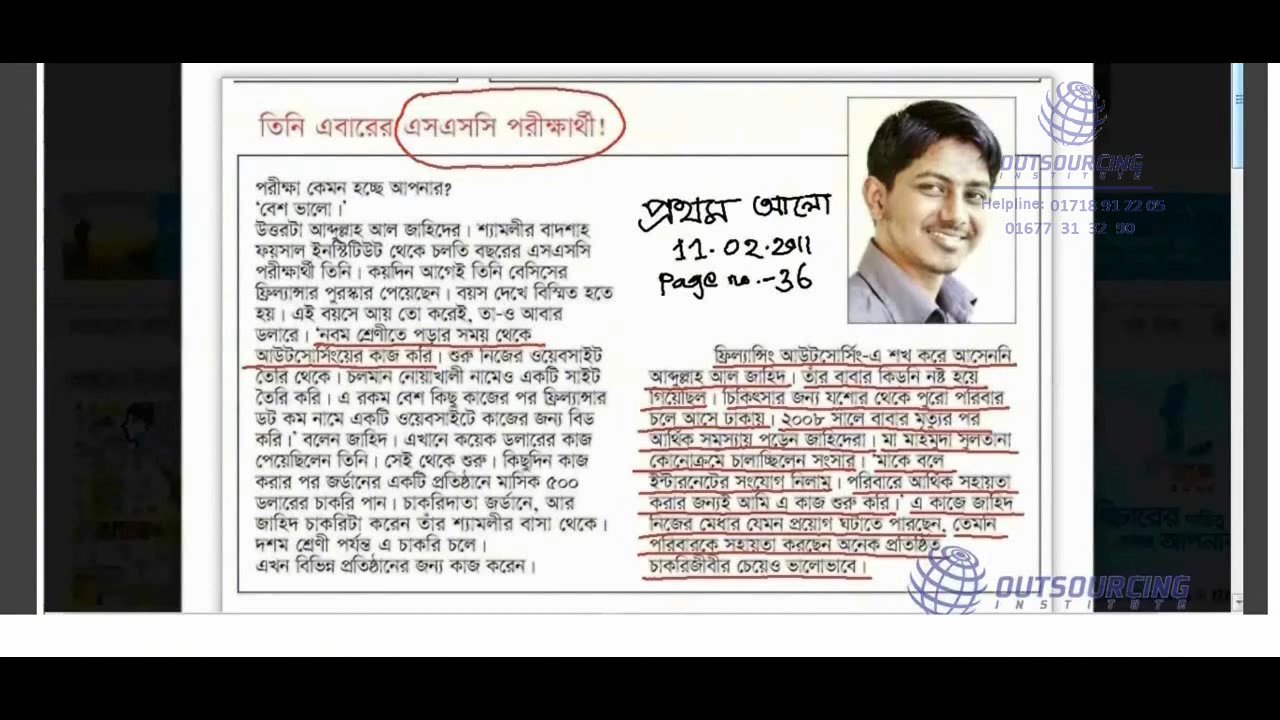 তিনি এবারের এসএসসি পরীক্ষার্থী!
পরীক্ষা কেমন হচ্ছে আপনার?
‘বেশ ভালো।’
উত্তরটা আব্দুল্লাহ আল জাহিদের। শ্যামলীর বাদশাহ
ফয়সাল ইনস্টিটিউট থেকে চলতি বছরের এসএসসি
পরীক্ষার্থী তিনি। কয়দিন আগেই তিনি বেসিসের
ফ্রিল্যান্সার পুরস্কার পেয়েছেন। বয়স দেখে বিস্মিত হতে
হয়। এই বয়সে আয় তো করেই, তা-ও আবার
ডলারে। ‘নবম শ্রেণীতে পড়ার সময় থেকে
আউটসোর্সিংয়ের কাজ করি। শুরু নিজের ওয়েবসাইট
তৈরি থেকে। চলমান নোয়াখালী নামেও একটি সাইট
তৈরি করি। এ রকম বেশ কিছু কাজের পর ফ্রিল্যান্সার
ডট কম নামে একটি ওয়েবসাইটে কাজের জন্য বিড
করি।’ বলেন জাহিদ। এখানে কয়েক ডলারের কাজ
পেয়েছিলেন তিনি। সেই থেকে শুরু। কিছুদিন কাজ
করার পর জর্ডানের একটি প্রতিষ্ঠানে মাসিক ৫০০
ডলারের চাকরি পান। চাকরিদাতা জর্ডানে, আর
জাহিদ চাকরিটা করেন তাঁর শ্যামলীর বাসা থেকে।
দশম শ্রেণী পর্যন্ত এ চাকরি চলে।
এখন বিভিন্ন প্রতিষ্ঠানের জন্য কাজ করেন।
প্রথম আলো
11.02.2011
Page no.-36
ফ্রিল্যান্সিং আউটসোর্সিং-এ শখ করে আসেননি
আব্দুল্লাহ আল জাহিদ। তাঁর বাবার কিডনি নষ্ট হয়ে
গিয়েছিল। চিকিৎসার জন্য যশোর থেকে পুরো পরিবার
চলে আসে ঢাকায়। ২০০৮ সালে বাবার মৃত্যুর পর
আর্থিক সমস্যায় পড়েন জাহিদেরা। মা মাহমুদা সুলতানা
কোনোক্রমে চালাচ্ছিলেন সংসার। ‘মাকে বলে
ইন্টারনেটের সংযোগ নিলাম। পরিবারে আর্থিক সহায়তা
করার জন্যই আমি এ কাজ শুরু করি।’ এ কাজে জাহিদ
নিজের মেধার যেমন প্রয়োগ ঘটাতে পারছেন, তেমনি
পরিবারকে সহায়তা করছেন অনেক প্রতিষ্ঠিত
চাকরিজীবীর চেয়েও ভালোভাবে।
OUTSOURCING
INSTITUTE
Helpline: 01718 91 22 05
01677 31 32 90
OUTSOURCING
INSTITUTE